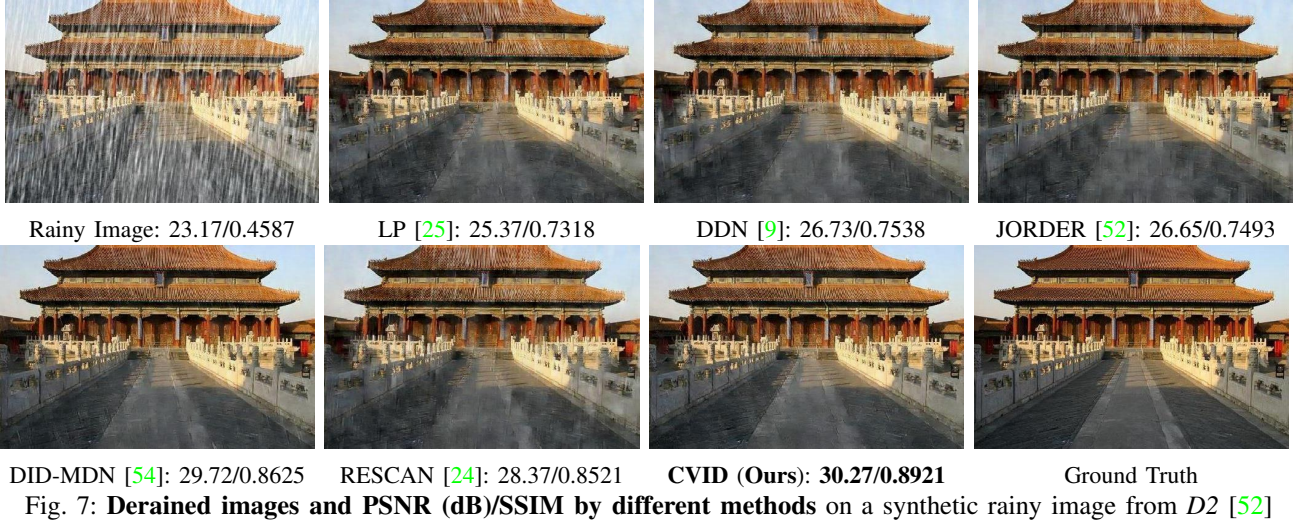 Rainy Image: 23.17/0.4587
LP [25]: 25.37/0.7318
DDN [9]: 26.73/0.7538
JORDER [52]: 26.65/0.7493
DID-MDN [54]: 29.72/0.8625
RESCAN [24]: 28.37/0.8521
CVID (Ours): 30.27/0.8921
Ground Truth
Fig. 7: Derained images and PSNR (dB)/SSIM by different methods on a synthetic rainy image from D2 [52]